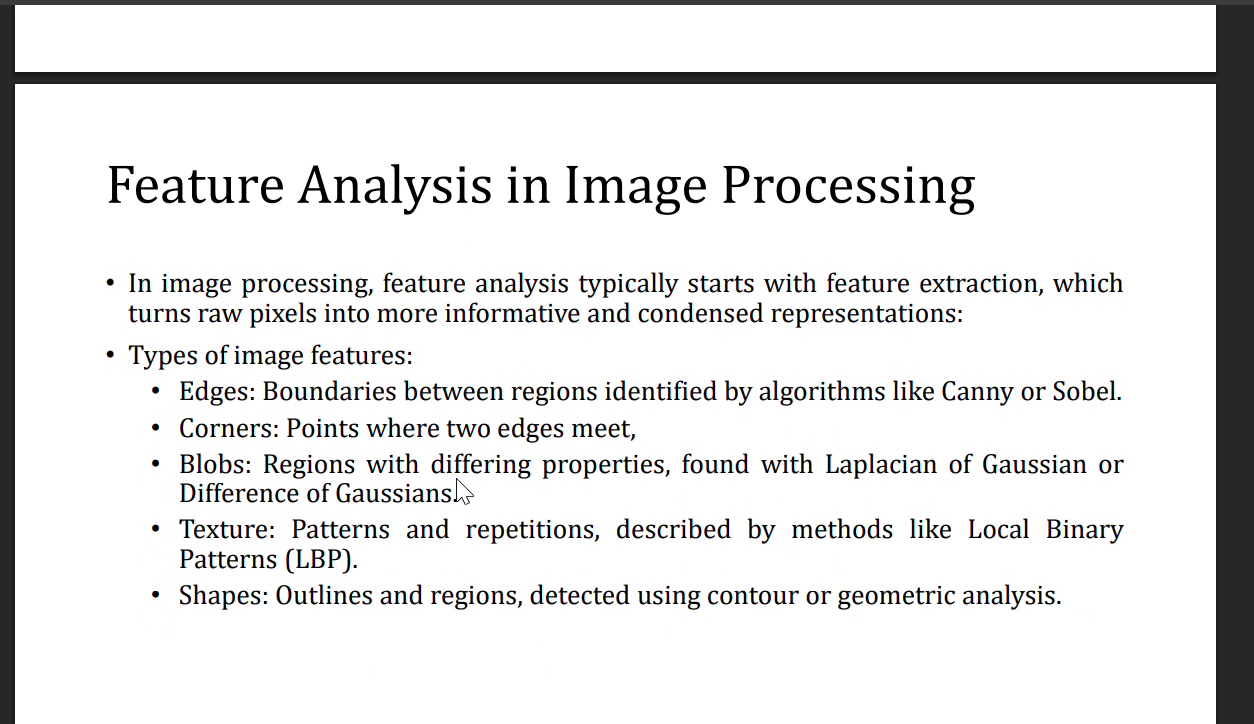 Feature Analysis in Image Processing
• In image processing, feature analysis typically starts with feature extraction, which
turns raw pixels into more informative and condensed representations:
• Types of image features:
• Edges: Boundaries between regions identified by algorithms like Canny or Sobel.
• Corners: Points where two edges meet,
• Blobs: Regions with differing properties, found with Laplacian of Gaussian or
Difference of Gaussians.
• Texture: Patterns and repetitions, described by methods like Local Binary
Patterns (LBP).
• Shapes: Outlines and regions, detected using contour or geometric analysis.